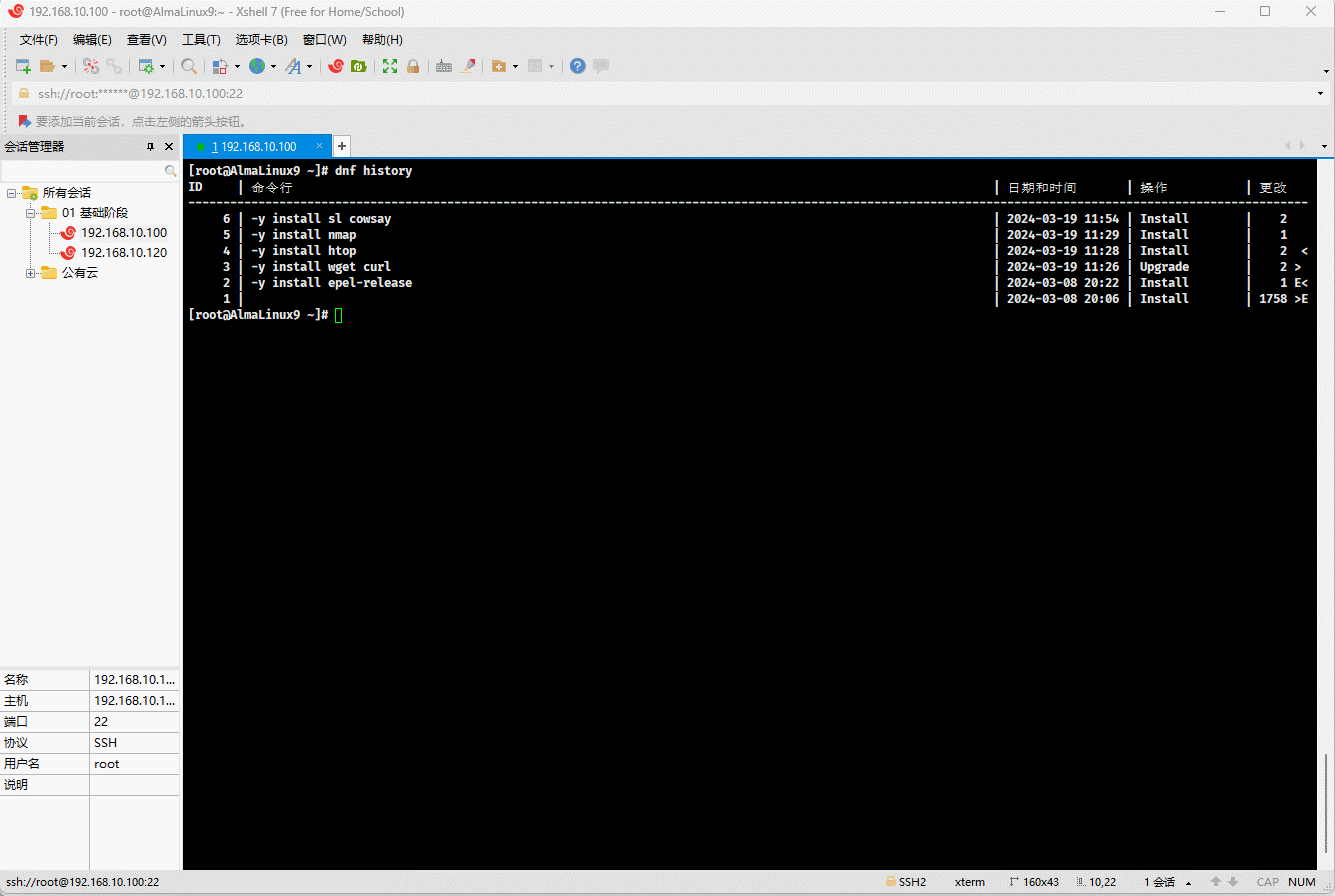 192.168.10.100 - root@AlmaLinux9:~ - Xshell 7 (Free for Home/School)
文件(F) 编辑(E) 查看(V) 工具(T) 选项卡(B) 窗口(W) 帮助(H)
ssh://root:******@192.168.10.100:22
要添加当前会话，点击左侧的箭头按钮。
会话管理器
1 192.168.10.100
所有会话
01 基础阶段
192.168.10.100
192.168.10.120
公有云
[root@AlmaLinux9 ~]# dnf history
ID | 命令行 | 日期和时间 | 操作 | 更改
--------------------------------------------------------------------------------
6 | -y install sl cowsay | 2024-03-19 11:54 | Install | 2
5 | -y install nmap | 2024-03-19 11:29 | Install | 1
4 | -y install htop | 2024-03-19 11:28 | Install | 2 <
3 | -y install wget curl | 2024-03-19 11:26 | Upgrade | 2 >
2 | -y install epel-release | 2024-03-08 20:22 | Install | 1 E<
1 | | 2024-03-08 20:06 | Install | 1758 >E
[root@AlmaLinux9 ~]#
名称 192.168.10.1...
主机 192.168.10.1...
端口 22
协议 SSH
用户名 root
说明
ssh://root@192.168.10.100:22 SSH2 xterm 160x43 10,22 1 会话 CAP NUM